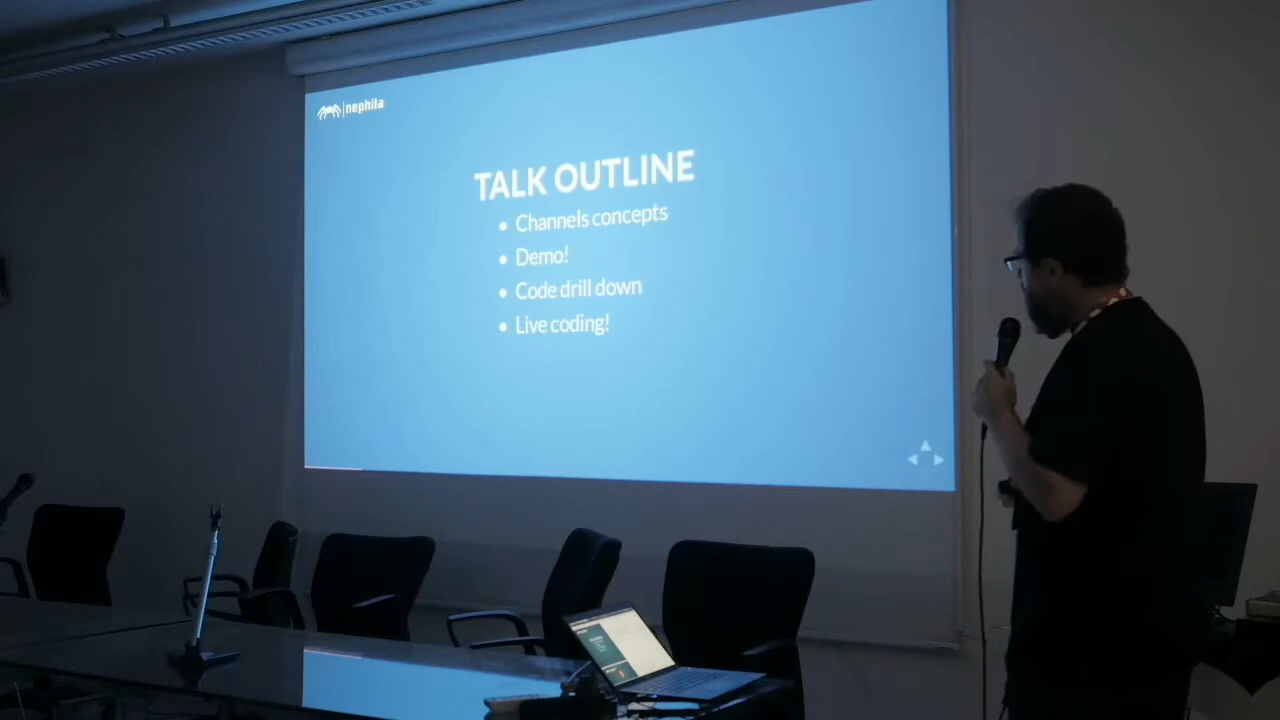 nephila
TALK OUTLINE
• Channels concepts
• Demo!
• Code drill down
• Live coding!